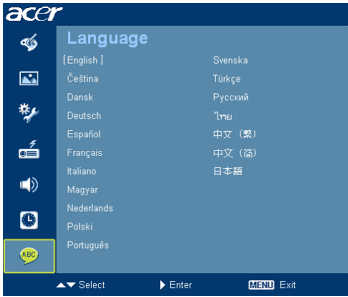 acer
Language
[English]
Čeština
Dansk
Deutsch
Español
Français
Italiano
Magyar
Nederlands
Polski
Português
Svenska
Türkçe
Русский
ไทย
中文 (繁)
中文 (简)
日本語
ABC
Select
Enter
MENU Exit